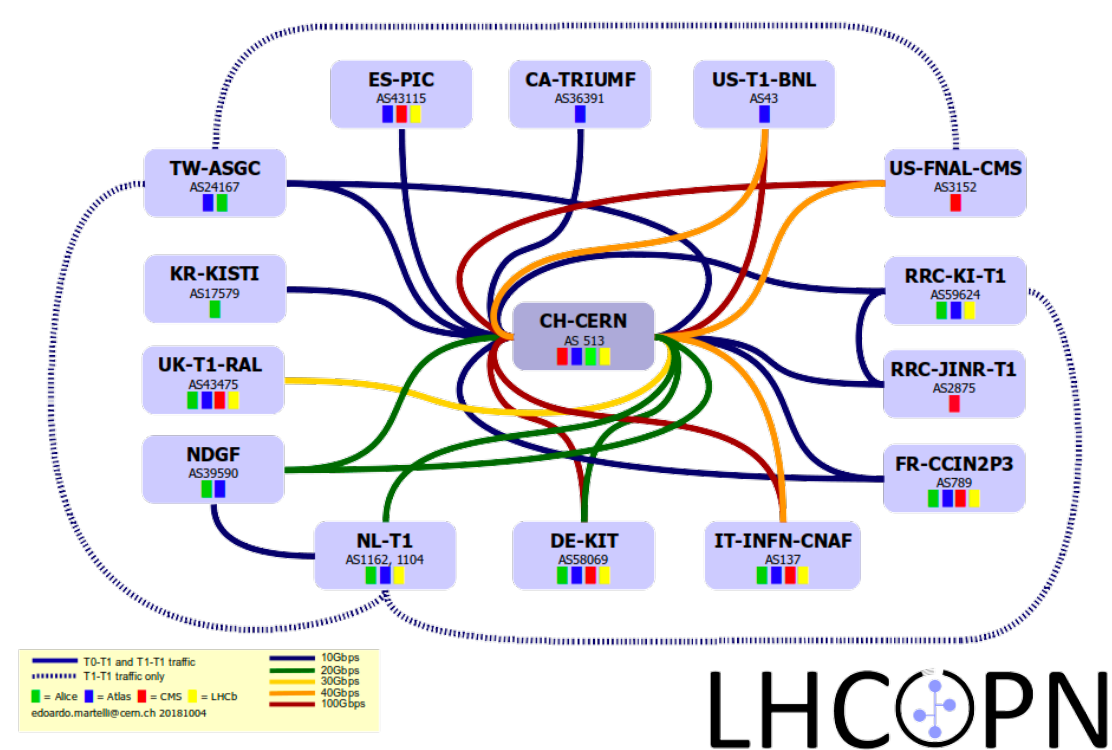 ES-PIC
AS43115
CA-TRIUMF
AS36391
US-T1-BNL
AS43
TW-ASGC
AS24167
US-FNAL-CMS
AS3152
KR-KISTI
AS17579
RRC-KI-T1
AS59624
CH-CERN
AS 513
UK-T1-RAL
AS43475
RRC-JINR-T1
AS2875
NDGF
AS39590
FR-CCIN2P3
AS789
NL-T1
AS1162, 1104
DE-KIT
AS58069
IT-INFN-CNAF
AS137
T0-T1 and T1-T1 traffic
T1-T1 traffic only
= Alice = Atlas = CMS = LHCb
edoardo.martelli@cern.ch 20181004
10Gbps
20Gbps
30Gbps
40Gbps
100Gbps
LHCOPN